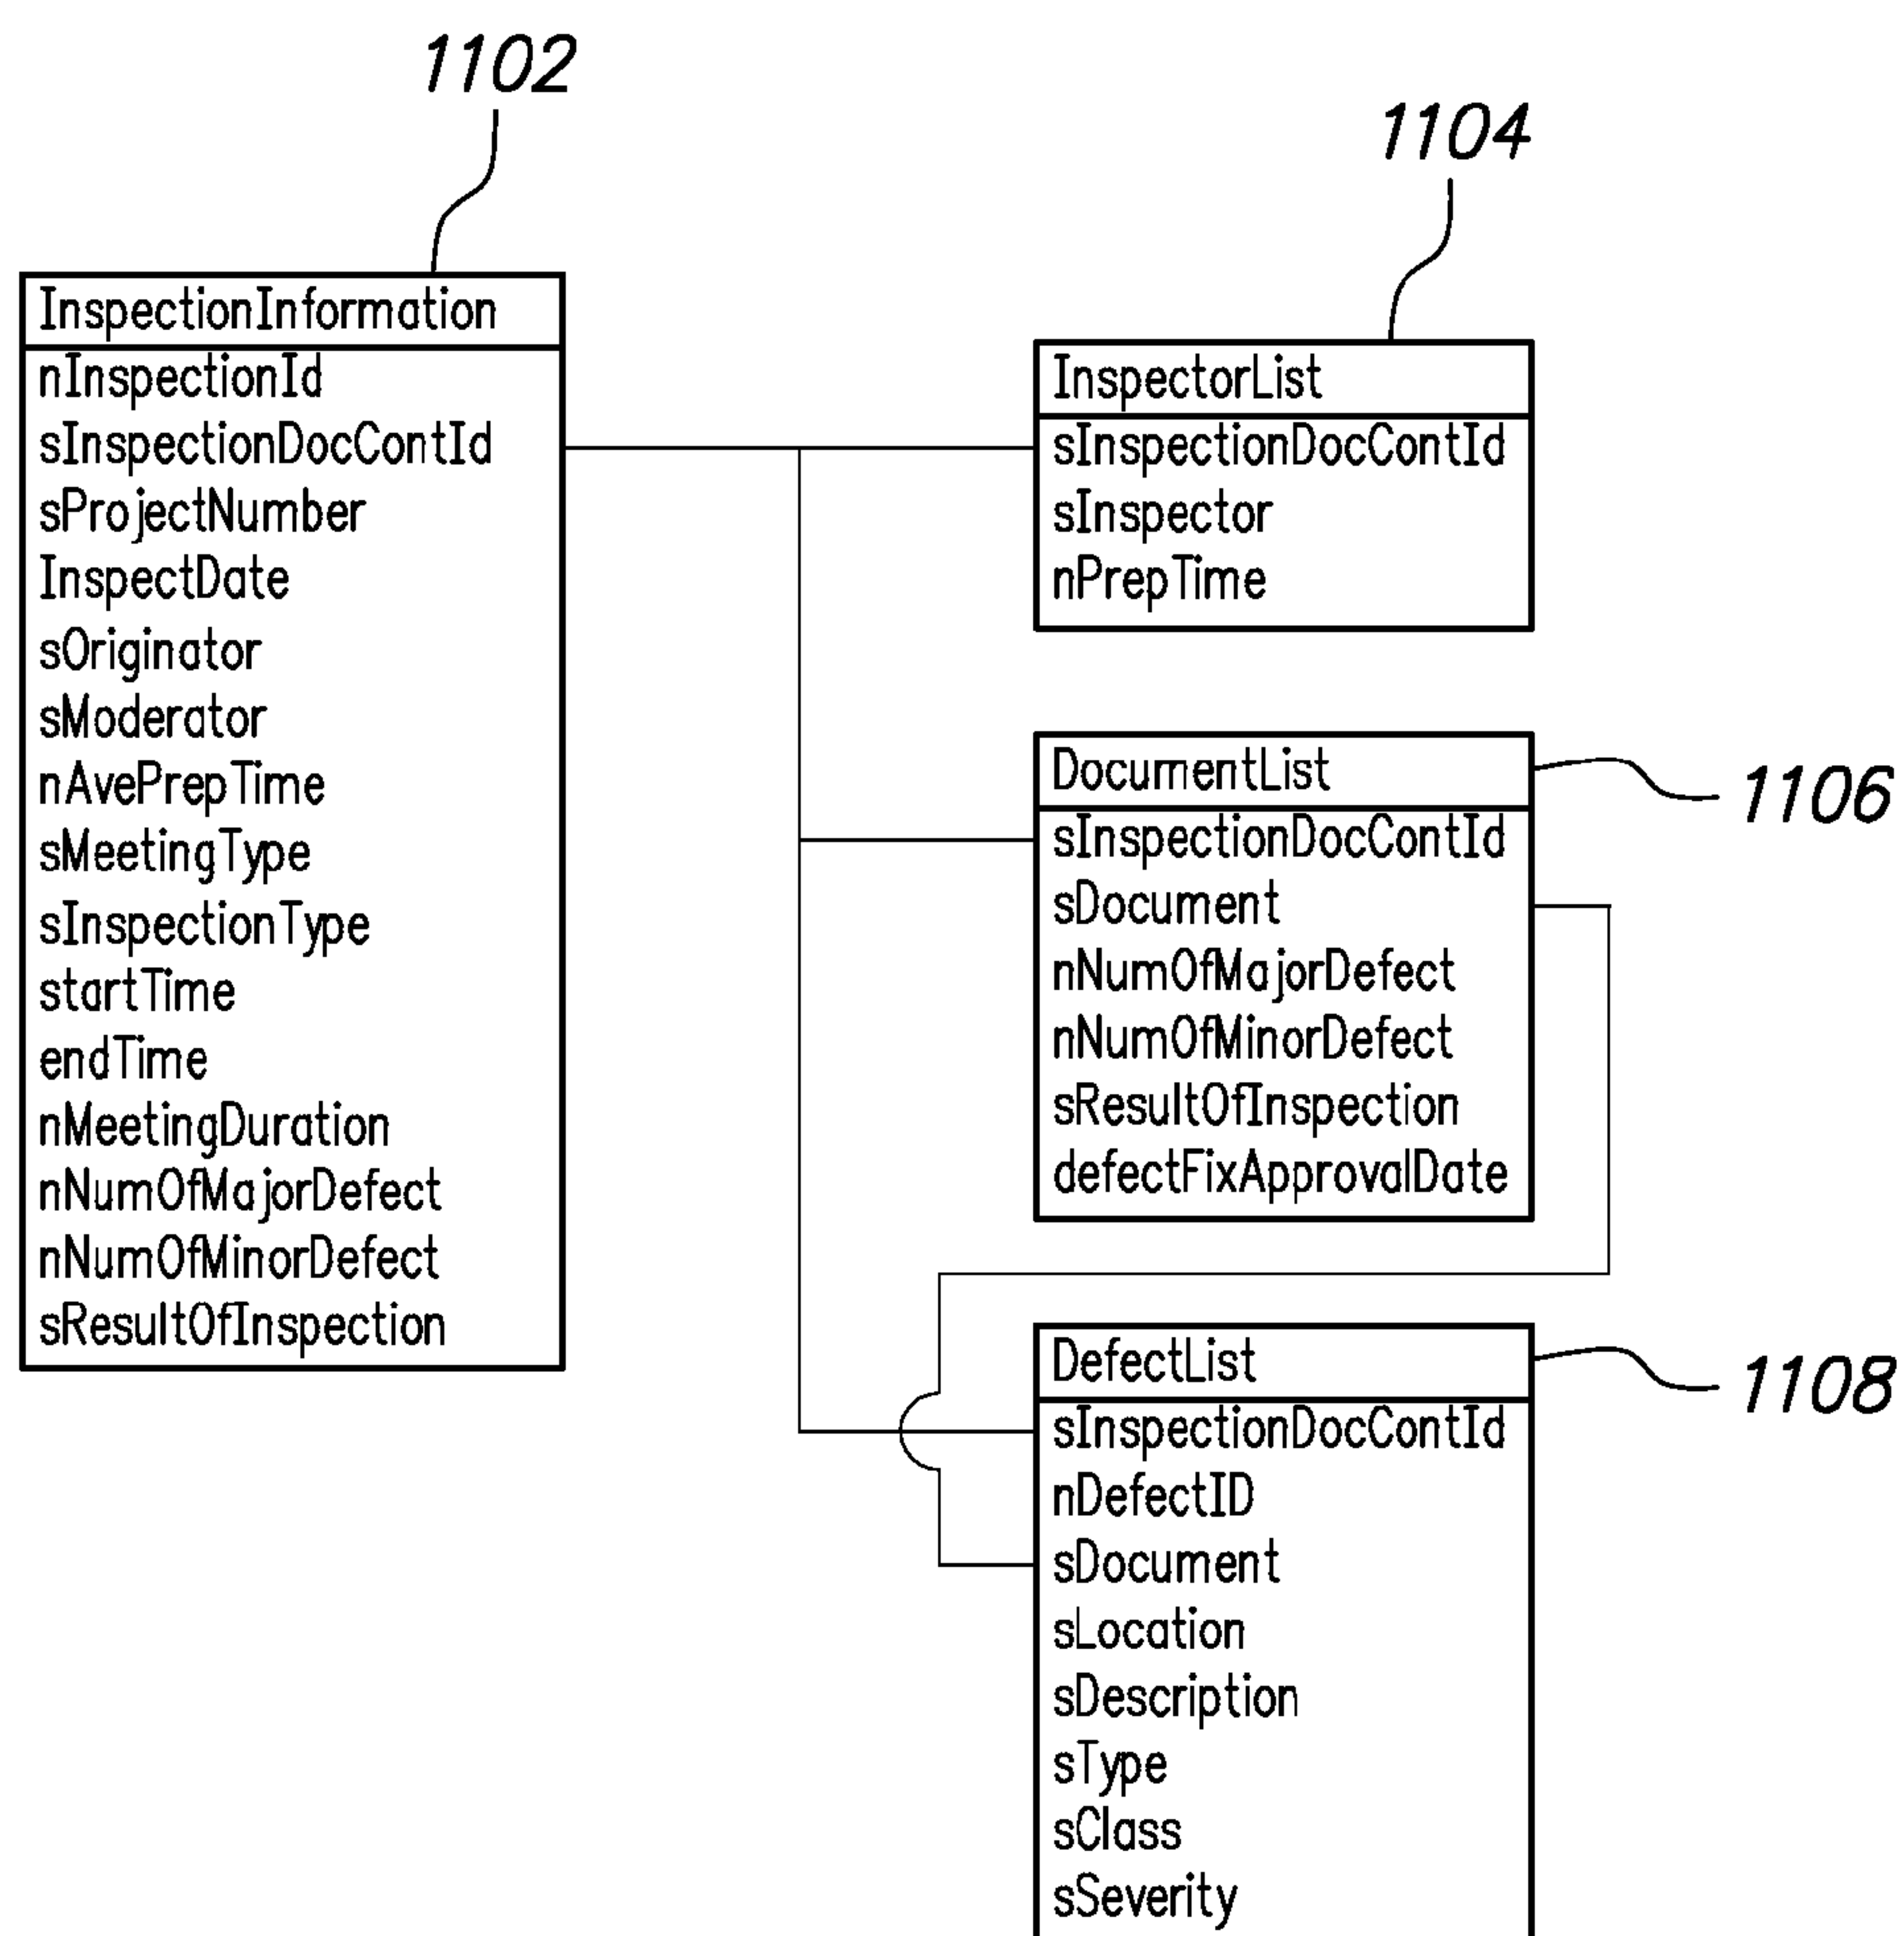 1102
InspectionInformation
nInspectionId
sInspectionDocContId
sProjectNumber
InspectDate
sOriginator
sModerator
nAvePrepTime
sMeetingType
sInspectionType
startTime
endTime
nMeetingDuration
nNumOfMajorDefect
nNumOfMinorDefect
sResultOfInspection
1104
InspectorList
sInspectionDocContId
sInspector
nPrepTime
1106
DocumentList
sInspectionDocContId
sDocument
nNumOfMajorDefect
nNumOfMinorDefect
sResultOfInspection
defectFixApprovalDate
1108
DefectList
sInspectionDocContId
nDefectID
sDocument
sLocation
sDescription
sType
sClass
sSeverity